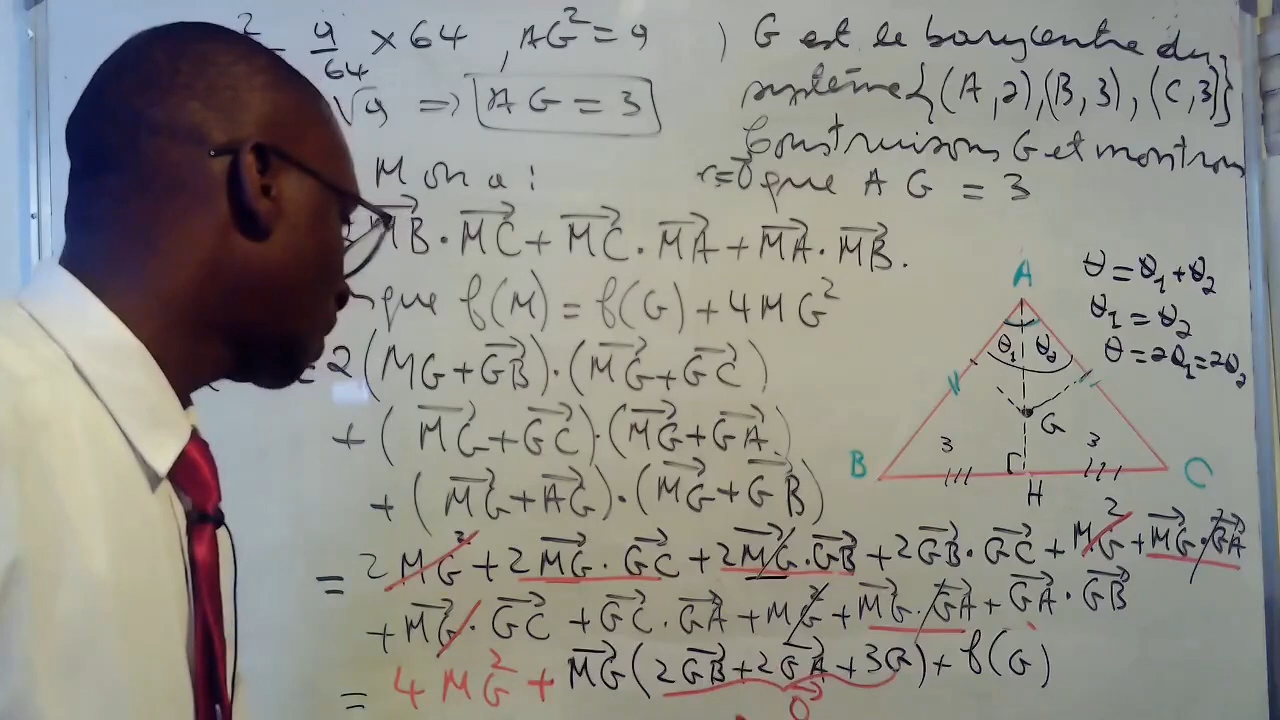 ² = 9/64 × 64 , AG² = 9
√9 ⇒ AG = 3
) G est le barycentre du
système {(A,2),(B,3),(C,3)}
Construisons G et montrons
r=0 que AG = 3
M on a :
MB⃗ · MC⃗ + MC⃗ · MA⃗ + MA⃗ · MB⃗.
que f(M) = f(G) + 4MG²
2(MG + GB⃗)·(MG⃗ + GC⃗)
+ (MG⃗ + GC⃗)·(MG⃗ + GA⃗)
+ (MG⃗ + AG⃗)·(MG⃗ + GB⃗)
= 2MG² + 2MG⃗ · GC⃗ + 2MG⃗ · GB⃗ + 2GB⃗ · GC⃗ + MG² + MG⃗ · GA⃗
+ MG⃗ · GC⃗ + GC⃗ · GA⃗ + MG² + MG⃗ · GA⃗ + GA⃗ · GB⃗
= 4MG² + MG⃗(2GB⃗ + 2GA⃗ + 3G) + f(G)
0⃗
A
θ = θ₁ + θ₂
θ₁ = θ₂
θ = 2θ₁ = 2θ₂
θ₁ θ₂
G
3 3
B C
H